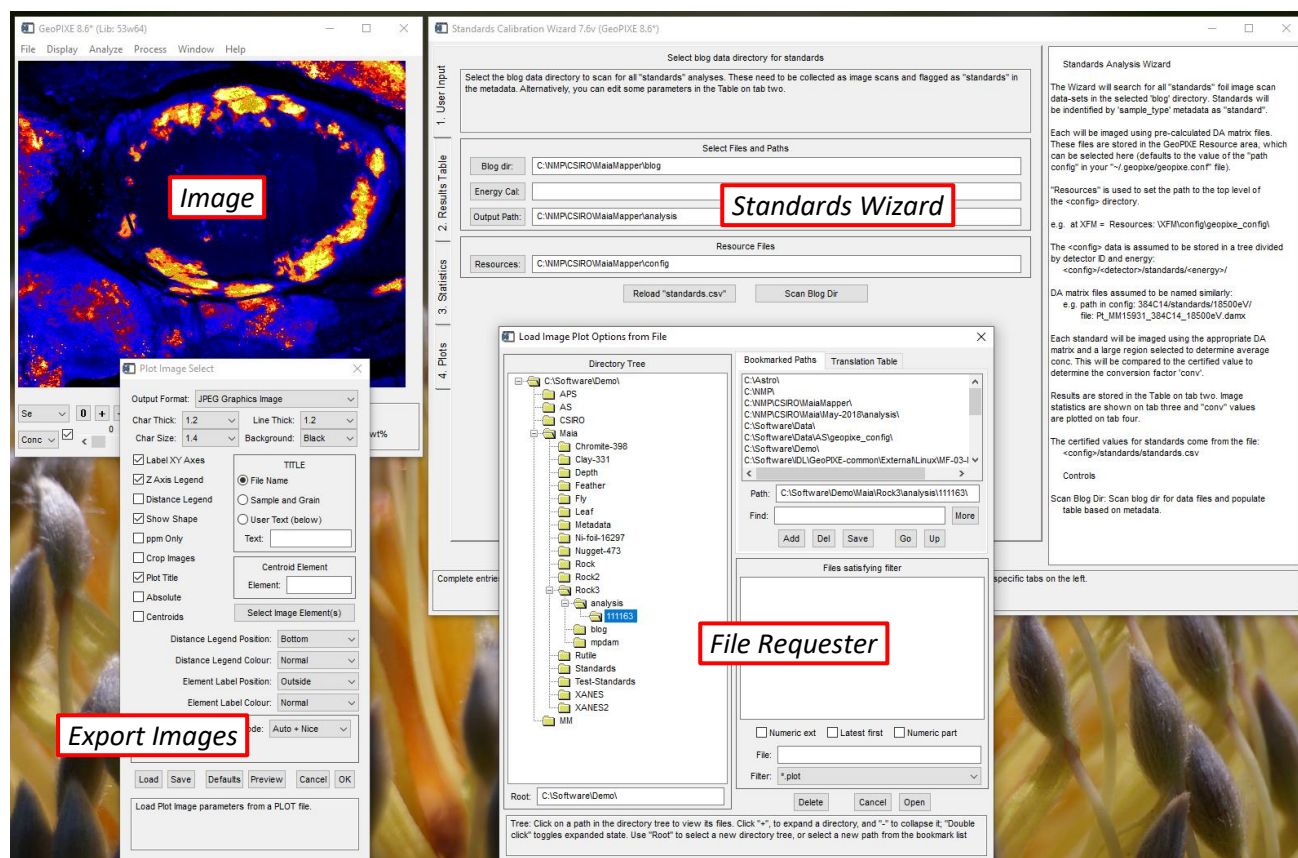 GeoPIXE 8.6* (Lib: 53w64)
File Display Analyze Process Window Help
Image
Se
0
+
Conc
<
0
wt%
Standards Calibration Wizard 7.6v (GeoPIXE 8.6*)
1. User Input
2. Results Table
3. Statistics
4. Plots
Select blog data directory for standards
Select the blog data directory to scan for all "standards" analyses. These need to be collected as image scans and flagged as "standards" in
the metadata. Alternatively, you can edit some parameters in the Table on tab two.
Select Files and Paths
Blog dir: C:\NMP\CSIRO\MaiaMapper\blog
Energy Cal:
Output Path: C:\NMP\CSIRO\MaiaMapper\analysis
Standards Wizard
Resource Files
Resources: C:\NMP\CSIRO\MaiaMapper\config
Reload "standards.csv" Scan Blog Dir
Complete entrie
specific tabs on the left.
Standards Analysis Wizard
The Wizard will search for all "standards" foil image scan
data-sets in the selected 'blog' directory. Standards will
be indentified by 'sample_type' metadata as "standard".
Each will be imaged using pre-calculated DA matrix files.
These files are stored in the GeoPIXE Resource area, which
can be selected here (defaults to the value of the "path
config" in your "~/.geopixe/geopixe.conf" file).
"Resources" is used to set the path to the top level of
the <config> directory.
e.g. at XFM = Resources: \XFM\config\geopixe_config\
The <config> data is assumed to be stored in a tree divided
by detector ID and energy:
<config>/<detector>/standards/<energy>/
DA matrix files assumed to be named similarly:
e.g. path in config: 384C14/standards/18500eV/
file: Pt_MM15931_384C14_18500eV.damx
Each standard will be imaged using the appropriate DA
matrix and a large region selected to determine average
conc. This will be compared to the certified value to
determine the conversion factor 'conv'.
Results are stored in the Table on tab two. Image
statistics are shown on tab three and "conv" values
are plotted on tab four.
The certified values for standards come from the file:
<config>/standards/standards.csv
Controls
Scan Blog Dir: Scan blog dir for data files and populate
table based on metadata.
Plot Image Select
Output Format: JPEG Graphics Image
Char Thick: 1.2 Line Thick: 1.2
Char Size: 1.4 Background: Black
Label XY Axes
Z Axis Legend
Distance Legend
Show Shape
ppm Only
Crop Images
Plot Title
Absolute
Centroids
TITLE
File Name
Sample and Grain
User Text (below)
Text:
Centroid Element
Element:
Select Image Element(s)
Distance Legend Position: Bottom
Distance Legend Colour: Normal
Element Label Position: Outside
Element Label Colour: Normal
Auto + Nice
Export Images
Load Save Defaults Preview Cancel OK
Load Plot Image parameters from a PLOT file.
Load Image Plot Options from File
Directory Tree
C:\Software\Demo\
APS
AS
CSIRO
Maia
Chromite-398
Clay-331
Depth
Feather
Fly
Leaf
Metadata
Ni-foil-16297
Nugget-473
Rock
Rock2
Rock3
analysis
111163
blog
mpdam
Rutile
Standards
Test-Standards
XANES
XANES2
MM
Root: C:\Software\Demo\
Bookmarked Paths Translation Table
C:\Astro\
C:\NMP\
C:\NMP\CSIRO\MaiaMapper\
C:\NMP\CSIRO\Maia\May-2018\analysis\
C:\Software\Data\
C:\Software\Data\AS\geopixe_config\
C:\Software\Demo\
C:\Software\IDL\GeoPIXE-common\External\Linux\MF-03-I
Path: C:\Software\Demo\Maia\Rock3\analysis\111163\
Find: More
Add Del Save Go Up
Files satisfying filter
File Requester
Numeric ext Latest first Numeric part
File:
Filter: *.plot
Delete Cancel Open
Tree: Click on a path in the directory tree to view its files. Click "+", to expand a directory, and "-" to collapse it; "Double
click" toggles expanded state. Use "Root" to select a new directory tree, or select a new path from the bookmark list